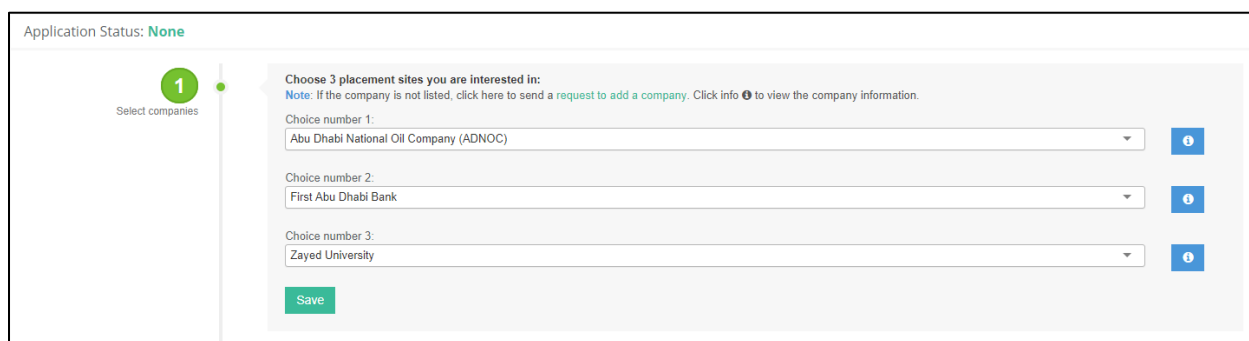 Application Status: None
1
Select companies
Choose 3 placement sites you are interested in:
Note: If the company is not listed, click here to send a request to add a company. Click info to view the company information.
Choice number 1:
Abu Dhabi National Oil Company (ADNOC)
Choice number 2:
First Abu Dhabi Bank
Choice number 3:
Zayed University
Save